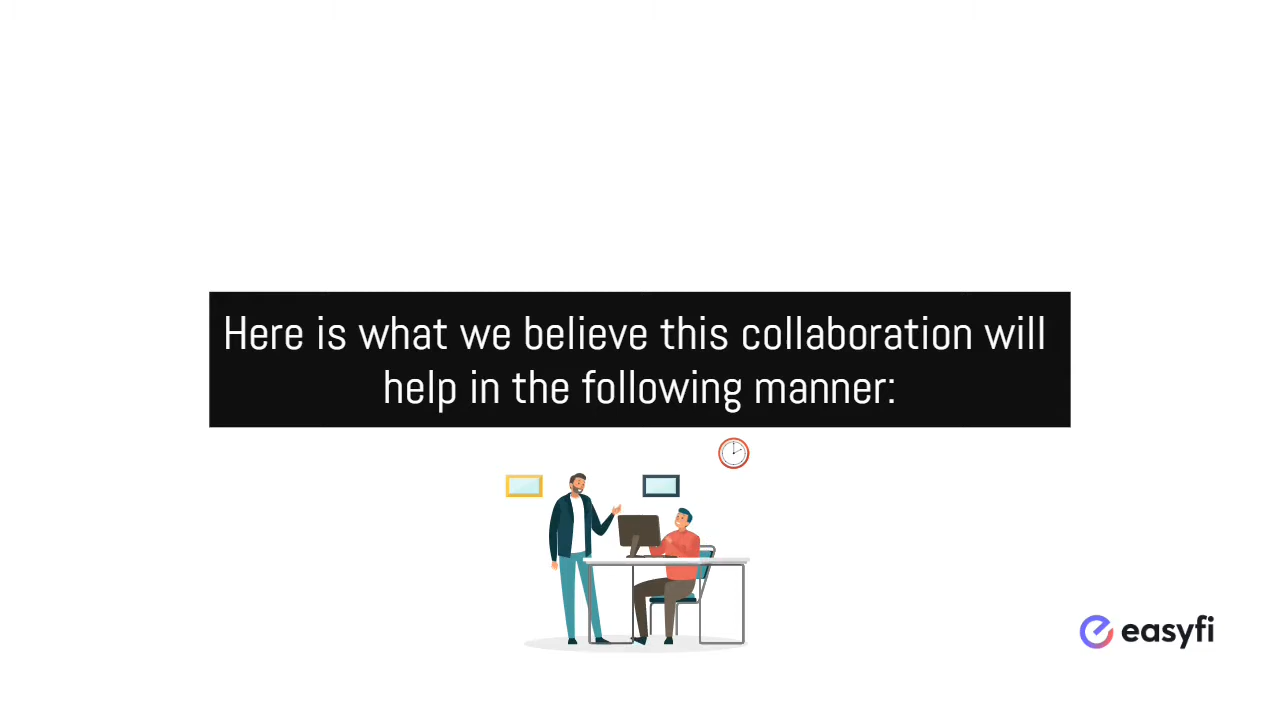 Here is what we believe this collaboration will
help in the following manner:
easyfi